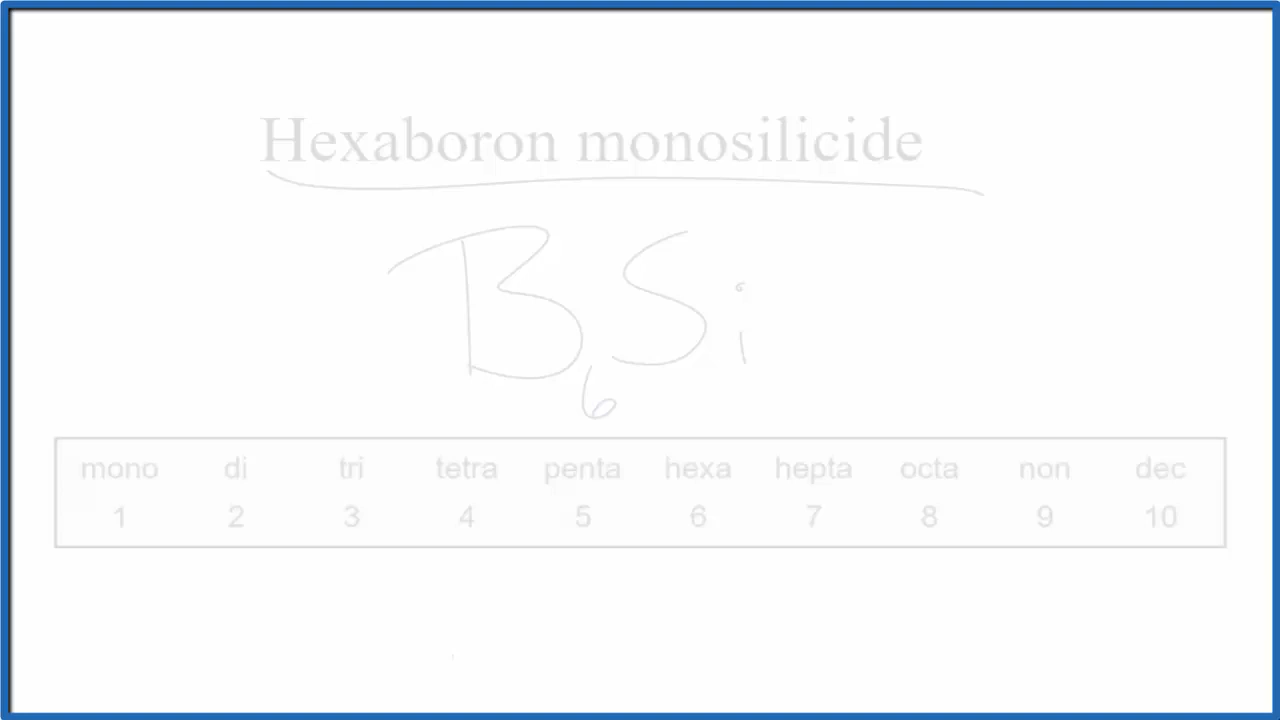 Hexaboron monosilicide
B6Si
mono di tri tetra penta hexa hepta octa non dec
1 2 3 4 5 6 7 8 9 10